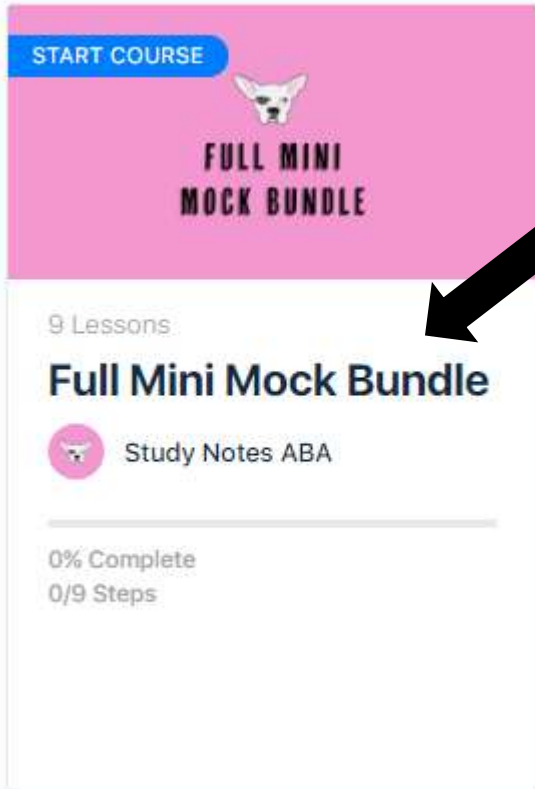 START COURSE
FULL MINI
MOCK BUNDLE
9 Lessons
Full Mini Mock Bundle
Study Notes ABA
0% Complete
0/9 Steps